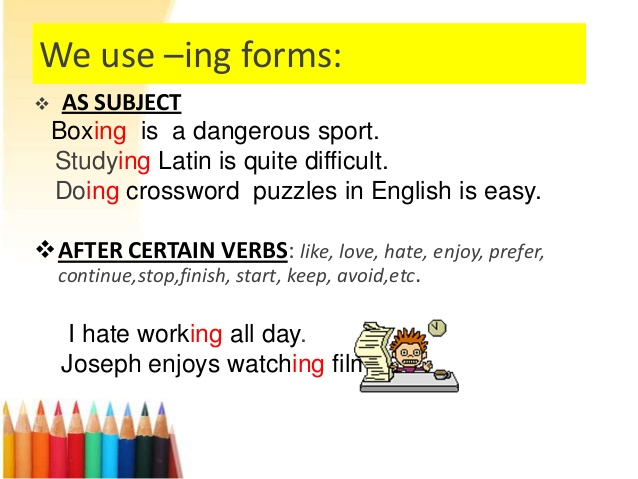 We use –ing forms:
❖ AS SUBJECT
Boxing is a dangerous sport.
Studying Latin is quite difficult.
Doing crossword puzzles in English is easy.
❖AFTER CERTAIN VERBS: like, love, hate, enjoy, prefer,
continue,stop,finish, start, keep, avoid,etc.
I hate working all day.
Joseph enjoys watching